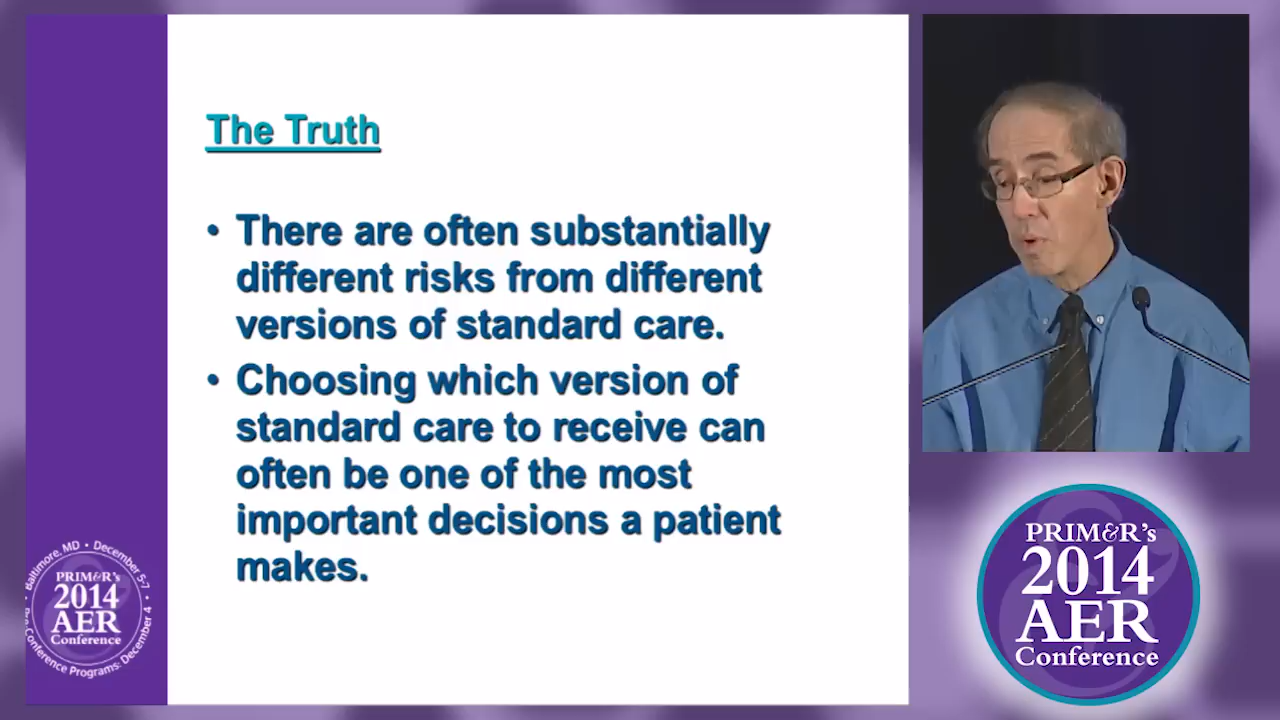 The Truth
• There are often substantially
different risks from different
versions of standard care.
• Choosing which version of
standard care to receive can
often be one of the most
important decisions a patient
makes.
Baltimore, MD • December 5-7
PRIM&R's
2014
AER
Conference
Conference Programs: December 4
PRIM&R's
2014
AER
Conference